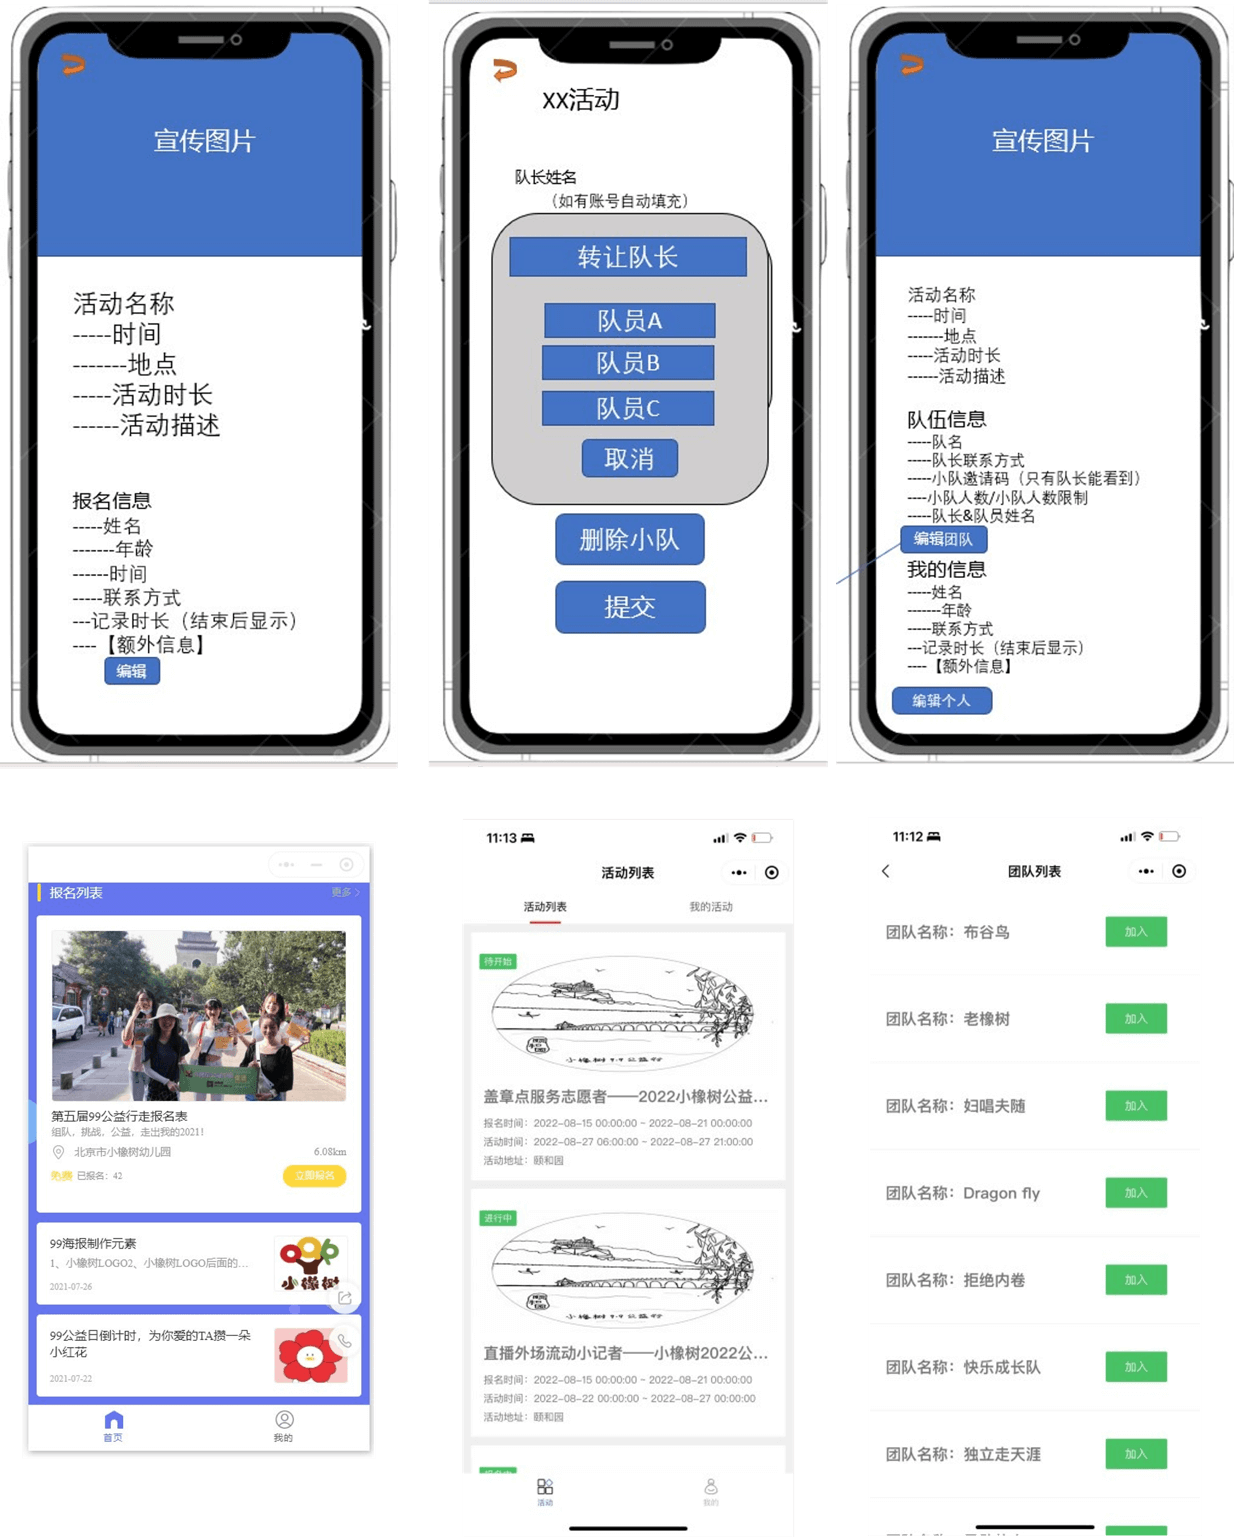 宣传图片
活动名称
-----时间
-------地点
-----活动时长
------活动描述
报名信息
-----姓名
-------年龄
------时间
-----联系方式
---记录时长（结束后显示）
----【额外信息】
编辑
XX活动
队长姓名
（如有账号自动填充）
转让队长
队员A
队员B
队员C
取消
删除小队
提交
宣传图片
活动名称
-----时间
-------地点
-----活动时长
------活动描述
队伍信息
-----队名
-----队长联系方式
-----小队邀请码（只有队长能看到）
----小队人数/小队人数限制
-----队长&队员姓名
编辑团队
我的信息
-----姓名
-------年龄
-----联系方式
---记录时长（结束后显示）
----【额外信息】
编辑个人
报名列表
更多
第五届99公益行走报名表
组队，挑战，公益，走出我的2021！
北京市小橡树幼儿园
6.08km
免费 已报名：42
立即报名
99海报制作元素
1、小橡树LOGO2、小橡树LOGO后面的...
2021-07-26
小橡树
99公益日倒计时，为你爱的TA攒一朵
小红花
2021-07-22
首页
我的
11:13
活动列表
活动列表
我的活动
待开始
小橡树9.9公益行
盖章点服务志愿者——2022小橡树公益...
报名时间：2022-08-15 00:00:00 ~ 2022-08-21 00:00:00
活动时间：2022-08-27 06:00:00 ~ 2022-08-27 21:00:00
活动地址：颐和园
进行中
小橡树9.9公益行
直播外场流动小记者——小橡树2022公...
报名时间：2022-08-15 00:00:00 ~ 2022-08-21 00:00:00
活动时间：2022-08-22 00:00:00 ~ 2022-08-27 00:00:00
活动地址：颐和园
活动
我的
11:12
团队列表
团队名称：布谷鸟
加入
团队名称：老橡树
加入
团队名称：妇唱夫随
加入
团队名称：Dragon fly
加入
团队名称：拒绝内卷
加入
团队名称：快乐成长队
加入
团队名称：独立走天涯
加入